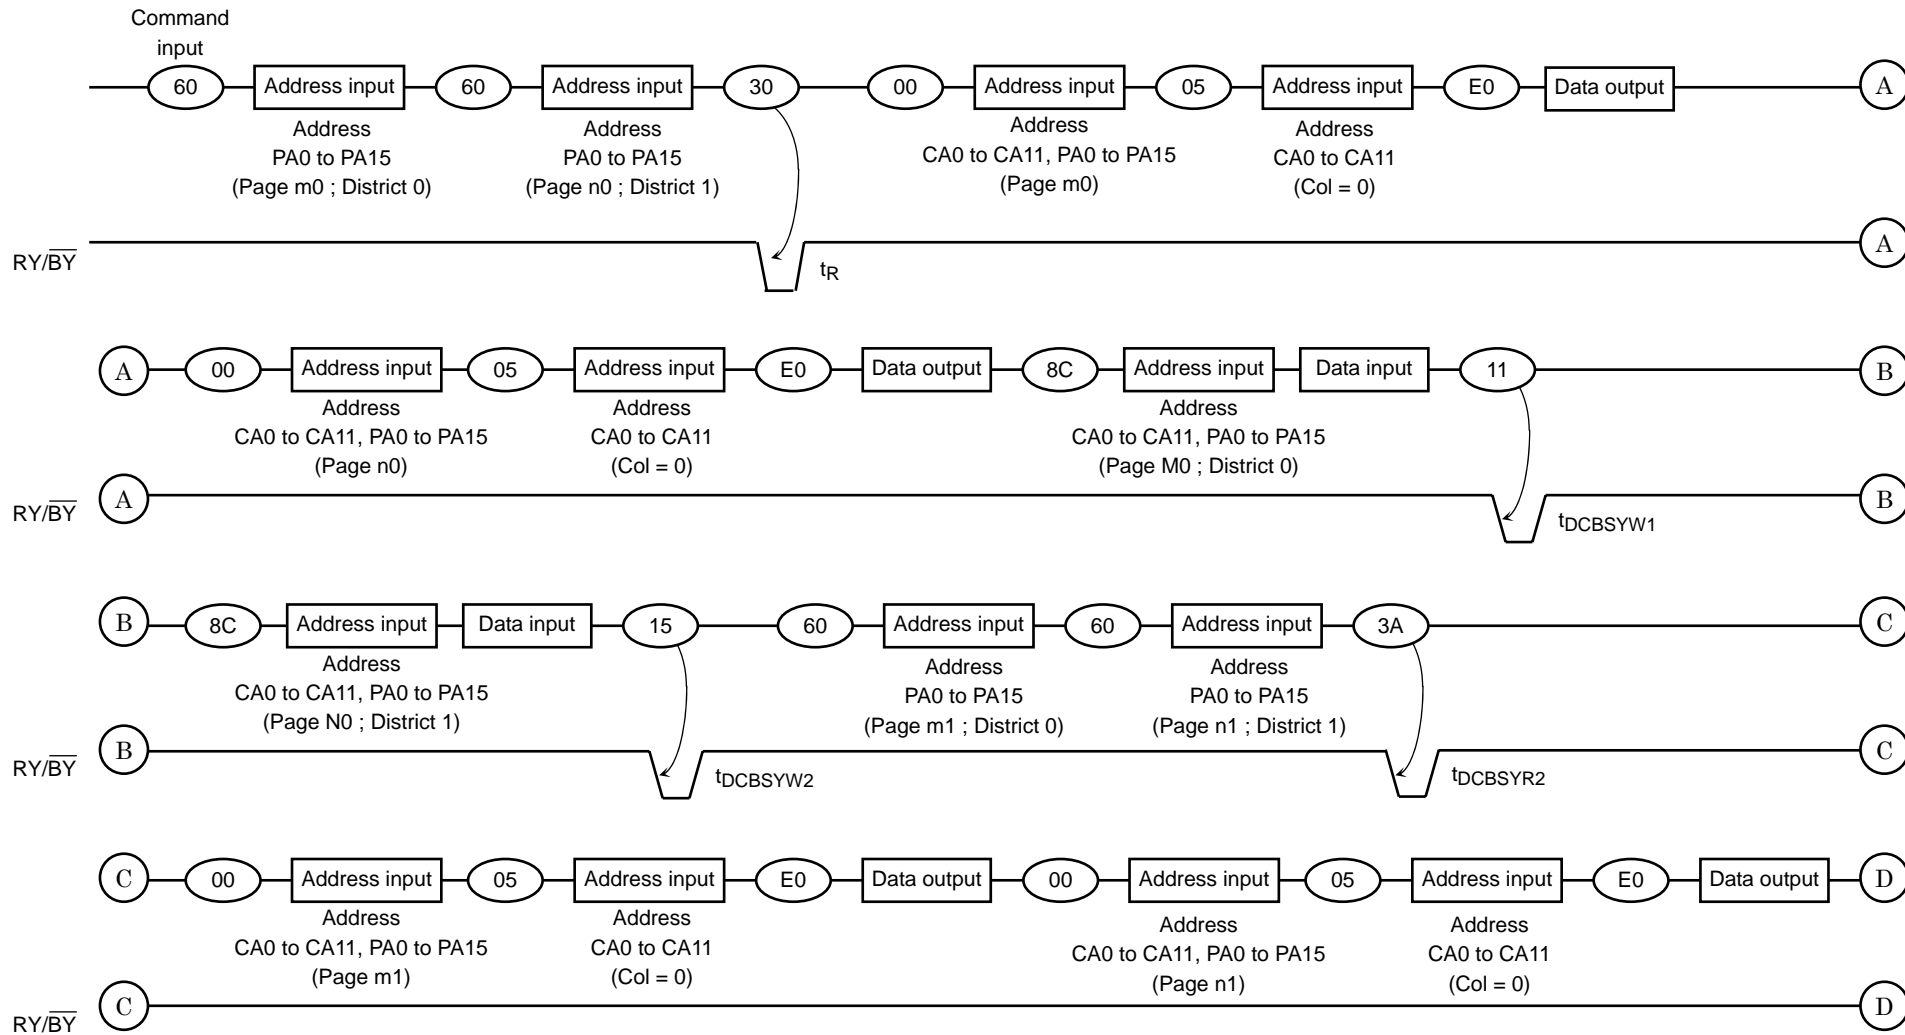 Command
input
60 Address input 60 Address input 30 00 Address input 05 Address input E0 Data output A
Address
PA0 to PA15
(Page m0 ; District 0)
Address
PA0 to PA15
(Page n0 ; District 1)
Address
CA0 to CA11, PA0 to PA15
(Page m0)
Address
CA0 to CA11
(Col = 0)
RY/B̅Y̅ tR A
A 00 Address input 05 Address input E0 Data output 8C Address input Data input 11 B
Address
CA0 to CA11, PA0 to PA15
(Page n0)
Address
CA0 to CA11
(Col = 0)
Address
CA0 to CA11, PA0 to PA15
(Page M0 ; District 0)
RY/B̅Y̅ A tDCBSYW1 B
B 8C Address input Data input 15 60 Address input 60 Address input 3A C
Address
CA0 to CA11, PA0 to PA15
(Page N0 ; District 1)
Address
PA0 to PA15
(Page m1 ; District 0)
Address
PA0 to PA15
(Page n1 ; District 1)
RY/B̅Y̅ B tDCBSYW2 tDCBSYR2 C
C 00 Address input 05 Address input E0 Data output 00 Address input 05 Address input E0 Data output D
Address
CA0 to CA11, PA0 to PA15
(Page m1)
Address
CA0 to CA11
(Col = 0)
Address
CA0 to CA11, PA0 to PA15
(Page n1)
Address
CA0 to CA11
(Col = 0)
RY/B̅Y̅ C D